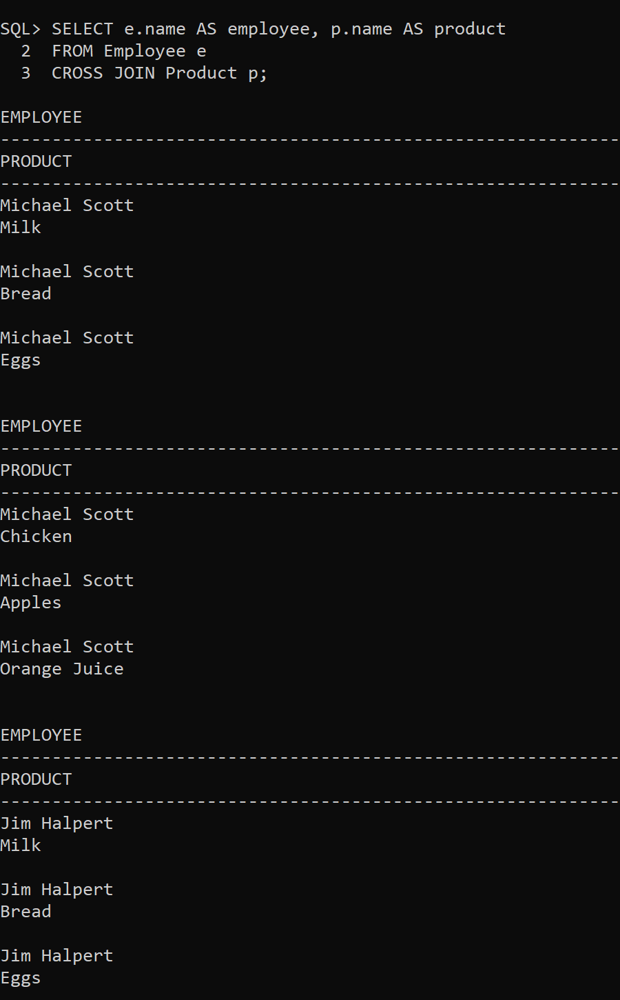 SQL> SELECT e.name AS employee, p.name AS product
  2  FROM Employee e
  3  CROSS JOIN Product p;

EMPLOYEE
------------------------------------------------------------
PRODUCT
------------------------------------------------------------
Michael Scott
Milk

Michael Scott
Bread

Michael Scott
Eggs


EMPLOYEE
------------------------------------------------------------
PRODUCT
------------------------------------------------------------
Michael Scott
Chicken

Michael Scott
Apples

Michael Scott
Orange Juice


EMPLOYEE
------------------------------------------------------------
PRODUCT
------------------------------------------------------------
Jim Halpert
Milk

Jim Halpert
Bread

Jim Halpert
Eggs